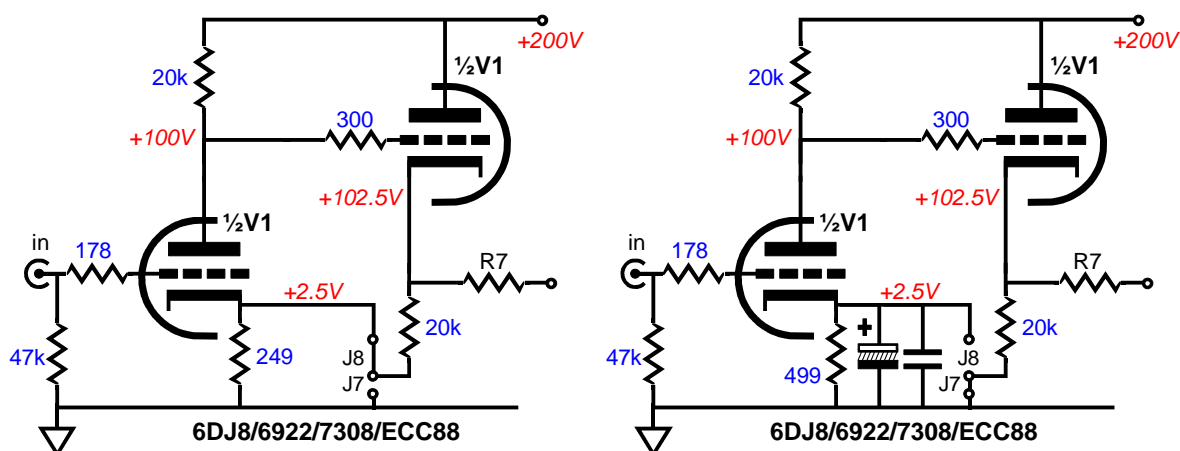 +200V
½V1
20k
300
+100V
+102.5V
½V1
in
178
+2.5V
R7
20k
47k
249
J8
J7
6DJ8/6922/7308/ECC88
+200V
½V1
20k
300
+100V
+102.5V
½V1
in
178
+2.5V
R7
+
20k
47k
499
J8
J7
6DJ8/6922/7308/ECC88